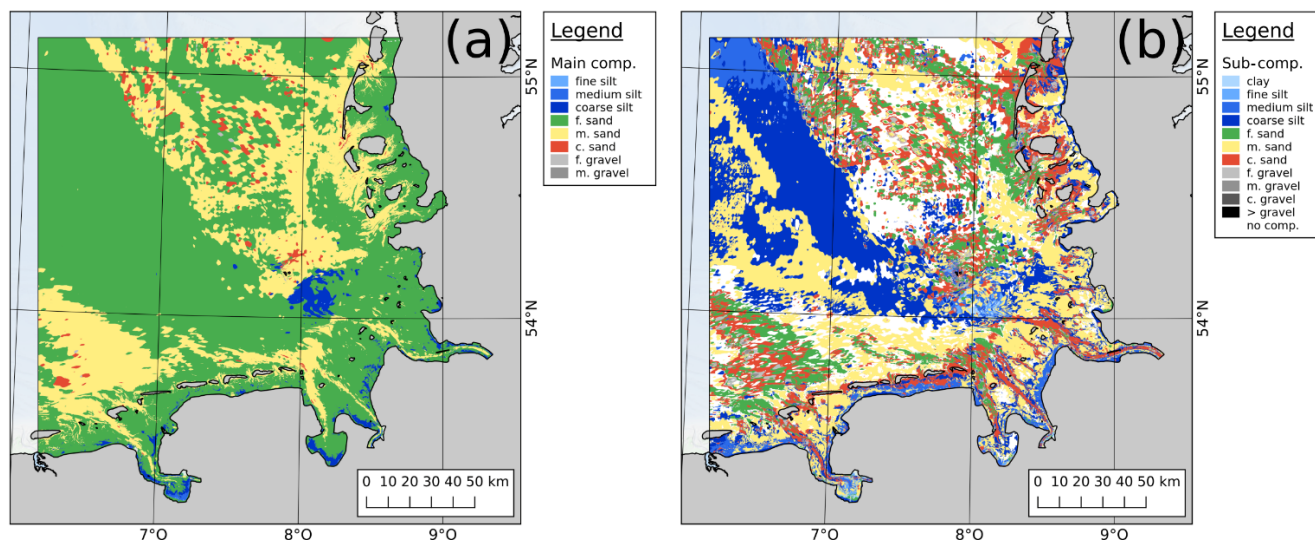 (a)
Legend
Main comp.
fine silt
medium silt
coarse silt
f. sand
m. sand
c. sand
f. gravel
m. gravel
55°N
54°N
0 10 20 30 40 50 km
7°O
8°O
9°O
(b)
Legend
Sub-comp.
clay
fine silt
medium silt
coarse silt
f. sand
m. sand
c. sand
f. gravel
m. gravel
c. gravel
> gravel
no comp.
55°N
54°N
0 10 20 30 40 50 km
7°O
8°O
9°O